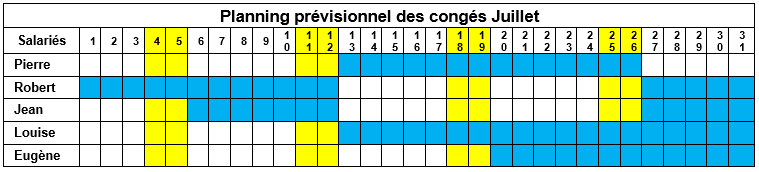 Planning prévisionnel des congés Juillet
Salariés 1 2 3 4 5 6 7 8 9 10 11 12 13 14 15 16 17 18 19 20 21 22 23 24 25 26 27 28 29 30 31
Pierre
Robert
Jean
Louise
Eugène